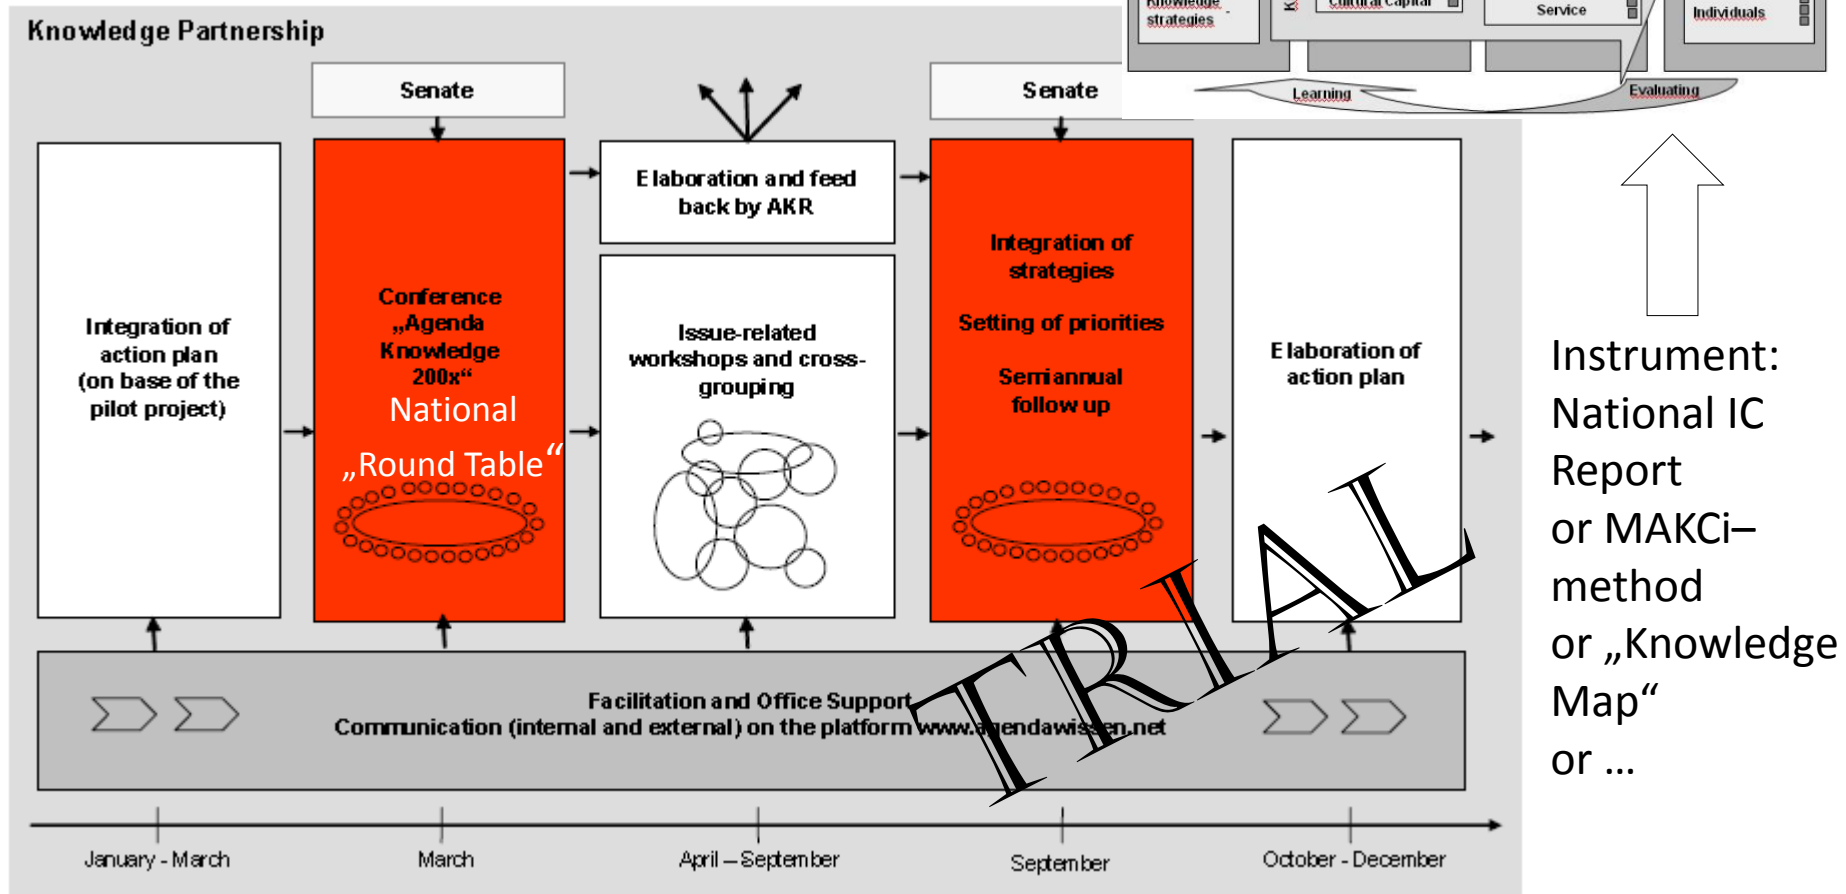 Knowledge Partnership
Knowledge
strategies
Cultural Capital
Service
Individuals
Learning
Evaluating
Senate
Senate
Integration of
action plan
(on base of the
pilot project)
Conference
„Agenda
Knowledge
200x“
National
„Round Table“
Elaboration and feed
back by AKR
Issue-related
workshops and cross-
grouping
Integration of
strategies
Setting of priorities
Semiannual
follow up
Elaboration of
action plan
Instrument:
National IC
Report
or MAKCi–
method
or „Knowledge
Map“
or ...
TRIAL
Facilitation and Office Support
Communication (internal and external) on the platform www.agendawissen.net
January - March
March
April – September
September
October - December